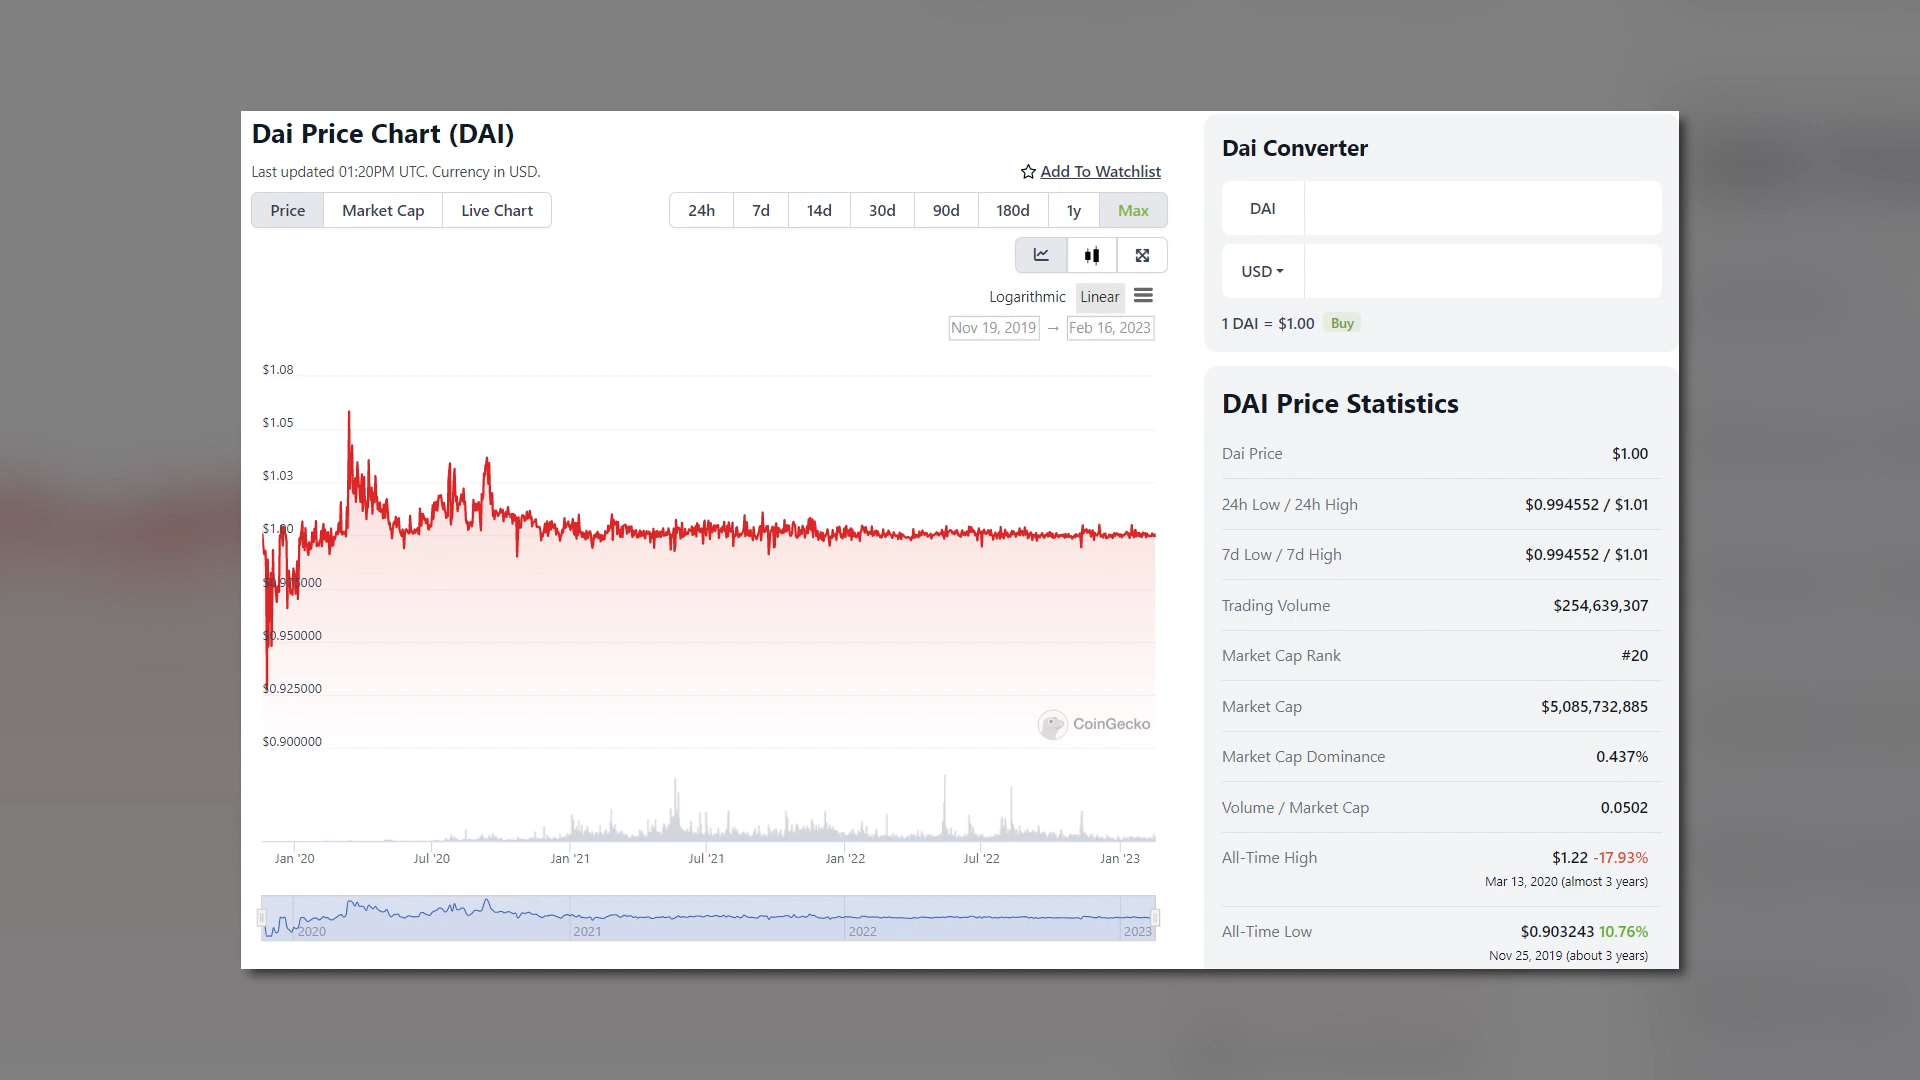 Dai Price Chart (DAI)
Last updated 01:20PM UTC. Currency in USD.
Add To Watchlist
Price Market Cap Live Chart
24h 7d 14d 30d 90d 180d 1y Max
Logarithmic Linear
Nov 19, 2019 → Feb 16, 2023
$1.08
$1.05
$1.03
$1.00
$0.975000
$0.950000
$0.925000
$0.900000
CoinGecko
Jan '20 Jul '20 Jan '21 Jul '21 Jan '22 Jul '22 Jan '23
2020 2021 2022 2023
Dai Converter
DAI
USD
1 DAI = $1.00 Buy
DAI Price Statistics
Dai Price $1.00
24h Low / 24h High $0.994552 / $1.01
7d Low / 7d High $0.994552 / $1.01
Trading Volume $254,639,307
Market Cap Rank #20
Market Cap $5,085,732,885
Market Cap Dominance 0.437%
Volume / Market Cap 0.0502
All-Time High $1.22 -17.93%
Mar 13, 2020 (almost 3 years)
All-Time Low $0.903243 10.76%
Nov 25, 2019 (about 3 years)